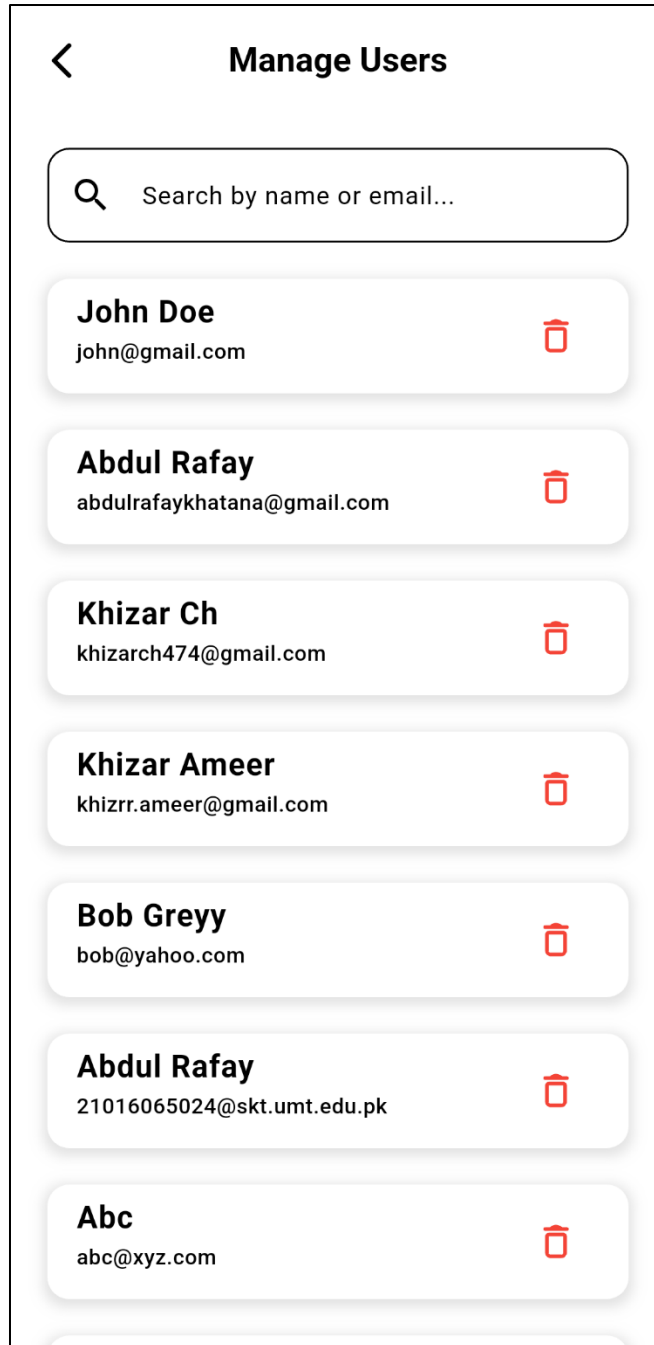 Manage Users
Search by name or email...
John Doe
john@gmail.com
Abdul Rafay
abdulrafaykhatana@gmail.com
Khizar Ch
khizarch474@gmail.com
Khizar Ameer
khizrr.ameer@gmail.com
Bob Greyy
bob@yahoo.com
Abdul Rafay
21016065024@skt.umt.edu.pk
Abc
abc@xyz.com